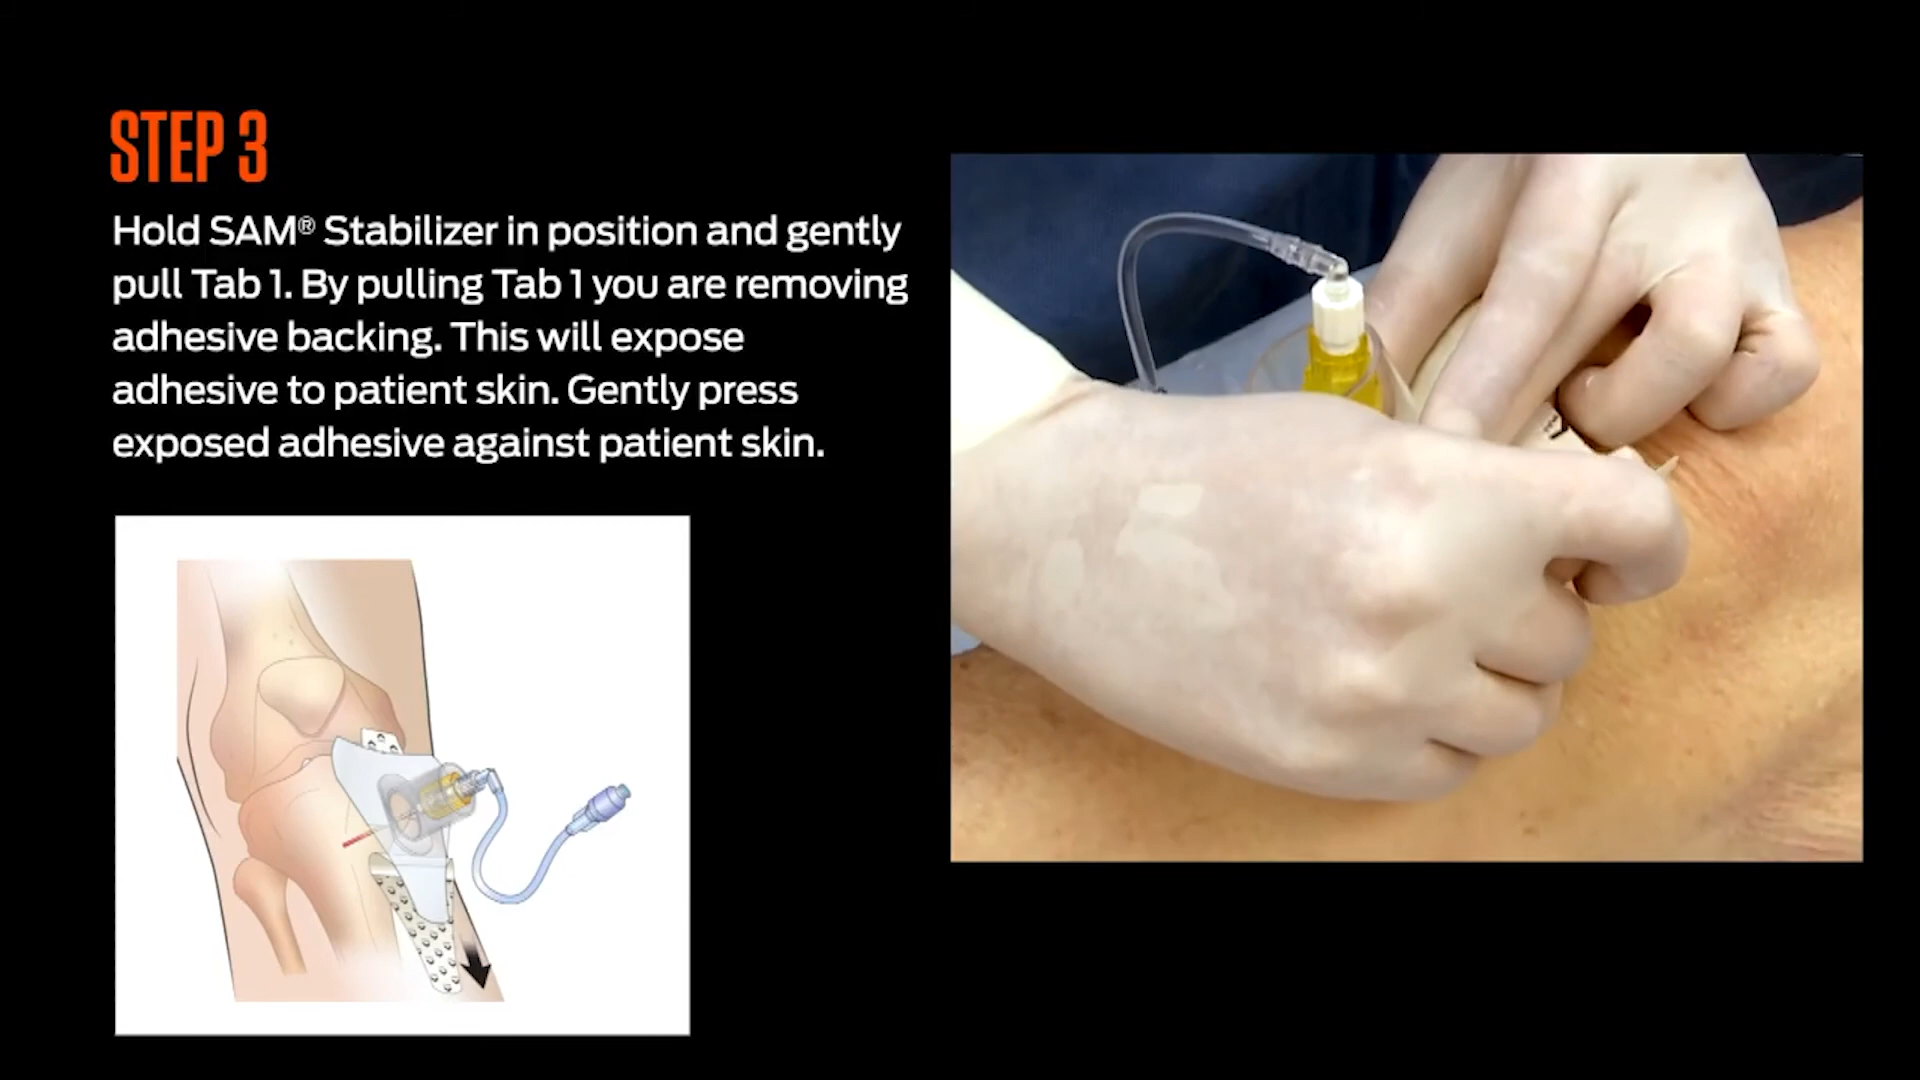 STEP 3
Hold SAM® Stabilizer in position and gently
pull Tab 1. By pulling Tab 1 you are removing
adhesive backing. This will expose
adhesive to patient skin. Gently press
exposed adhesive against patient skin.